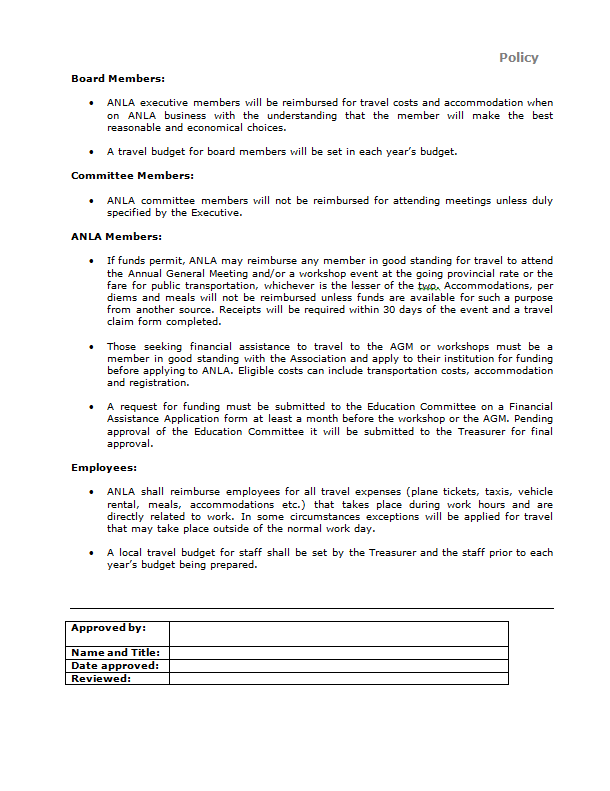 Policy
Board Members:
• ANLA executive members will be reimbursed for travel costs and accommodation when
on ANLA business with the understanding that the member will make the best
reasonable and economical choices.
• A travel budget for board members will be set in each year's budget.
Committee Members:
• ANLA committee members will not be reimbursed for attending meetings unless duly
specified by the Executive.
ANLA Members:
• If funds permit, ANLA may reimburse any member in good standing for travel to attend
the Annual General Meeting and/or a workshop event at the going provincial rate or the
fare for public transportation, whichever is the lesser of the two. Accommodations, per
diems and meals will not be reimbursed unless funds are available for such a purpose
from another source. Receipts will be required within 30 days of the event and a travel
claim form completed.
• Those seeking financial assistance to travel to the AGM or workshops must be a
member in good standing with the Association and apply to their institution for funding
before applying to ANLA. Eligible costs can include transportation costs, accommodation
and registration.
• A request for funding must be submitted to the Education Committee on a Financial
Assistance Application form at least a month before the workshop or the AGM. Pending
approval of the Education Committee it will be submitted to the Treasurer for final
approval.
Employees:
• ANLA shall reimburse employees for all travel expenses (plane tickets, taxis, vehicle
rental, meals, accommodations etc.) that takes place during work hours and are
directly related to work. In some circumstances exceptions will be applied for travel
that may take place outside of the normal work day.
• A local travel budget for staff shall be set by the Treasurer and the staff prior to each
year's budget being prepared.
Approved by:
Name and Title:
Date approved:
Reviewed: